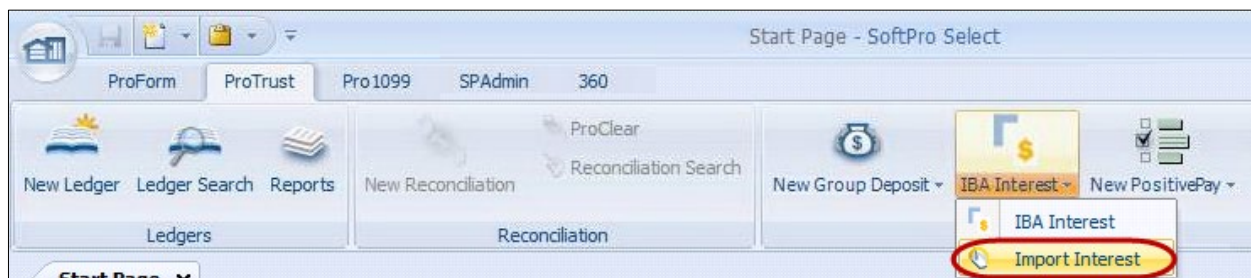 Start Page - SoftPro Select
ProForm ProTrust Pro1099 SPAdmin 360
New Ledger Ledger Search Reports New Reconciliation ProClear Reconciliation Search New Group Deposit IBA Interest New PositivePay
Ledgers Reconciliation IBA Interest
Import Interest
Start Page